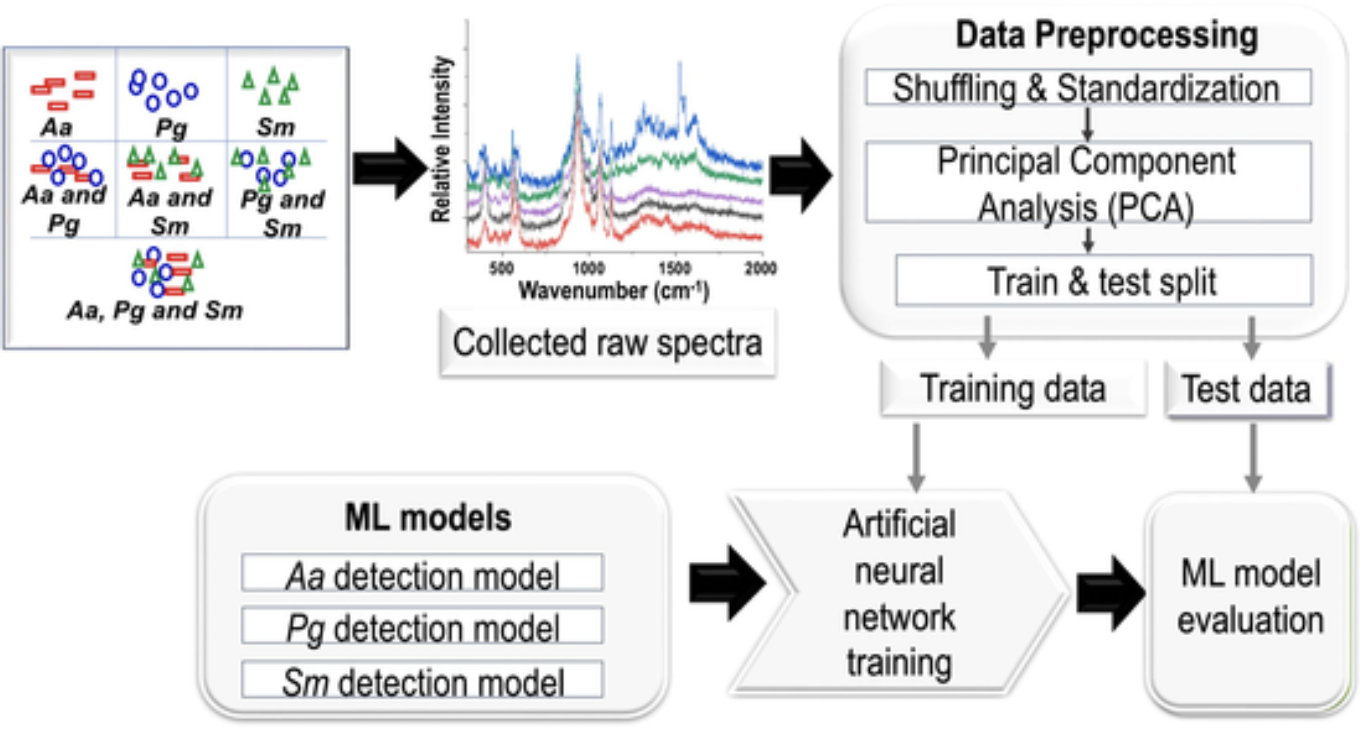 Aa
Pg
Sm
Aa and
Pg
Aa and
Sm
Pg and
Sm
Aa, Pg and Sm
Relative Intensity
500
1000
1500
2000
Wavenumber (cm⁻¹)
Collected raw spectra
Data Preprocessing
Shuffling & Standardization
Principal Component
Analysis (PCA)
Train & test split
Training data
Test data
ML models
Aa detection model
Pg detection model
Sm detection model
Artificial
neural
network
training
ML model
evaluation